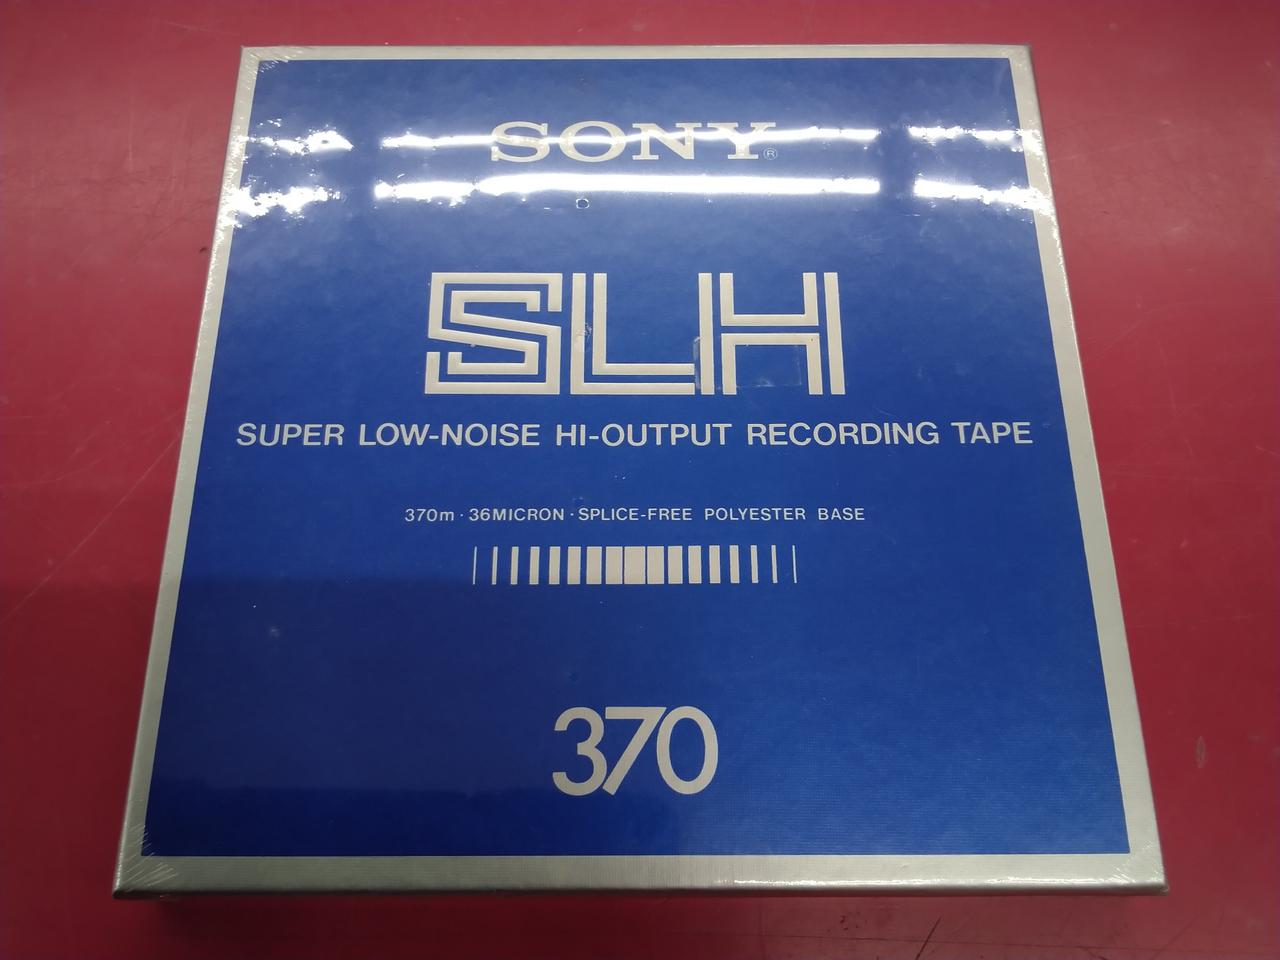 SONY®
SLH
SUPER LOW-NOISE HI-OUTPUT RECORDING TAPE
370m · 36MICRON · SPLICE-FREE POLYESTER BASE
370